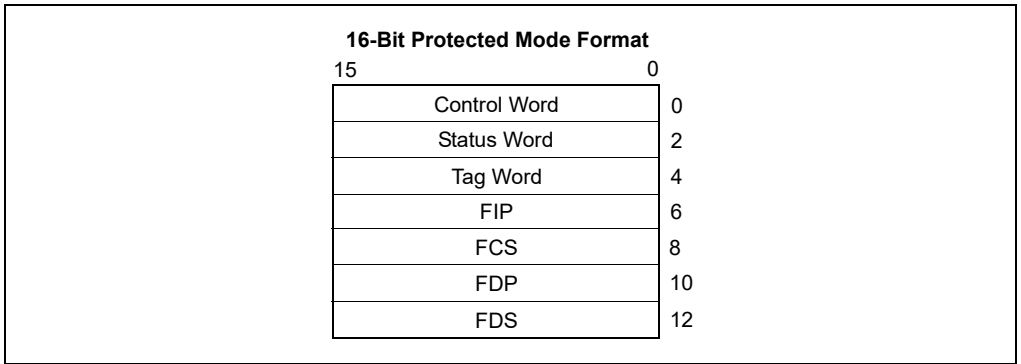 16-Bit Protected Mode Format
15 0
Control Word 0
Status Word 2
Tag Word 4
FIP 6
FCS 8
FDP 10
FDS 12